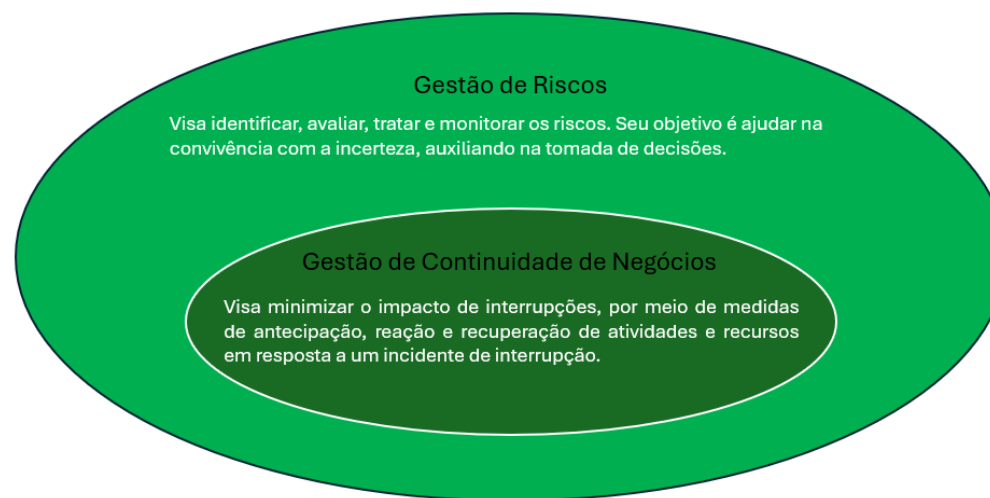 Gestão de Riscos
Visa identificar, avaliar, tratar e monitorar os riscos. Seu objetivo é ajudar na
convivência com a incerteza, auxiliando na tomada de decisões.
Gestão de Continuidade de Negócios
Visa minimizar o impacto de interrupções, por meio de medidas
de antecipação, reação e recuperação de atividades e recursos
em resposta a um incidente de interrupção.